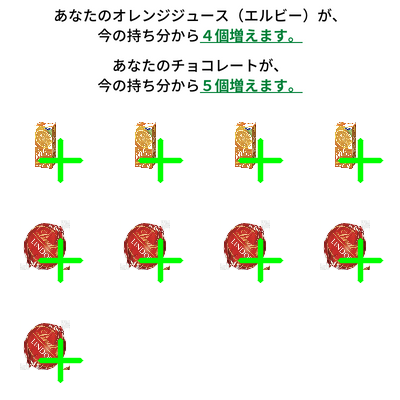 あなたのオレンジジュース（エルビー）が、
今の持ち分から４個増えます。
あなたのチョコレートが、
今の持ち分から５個増えます。